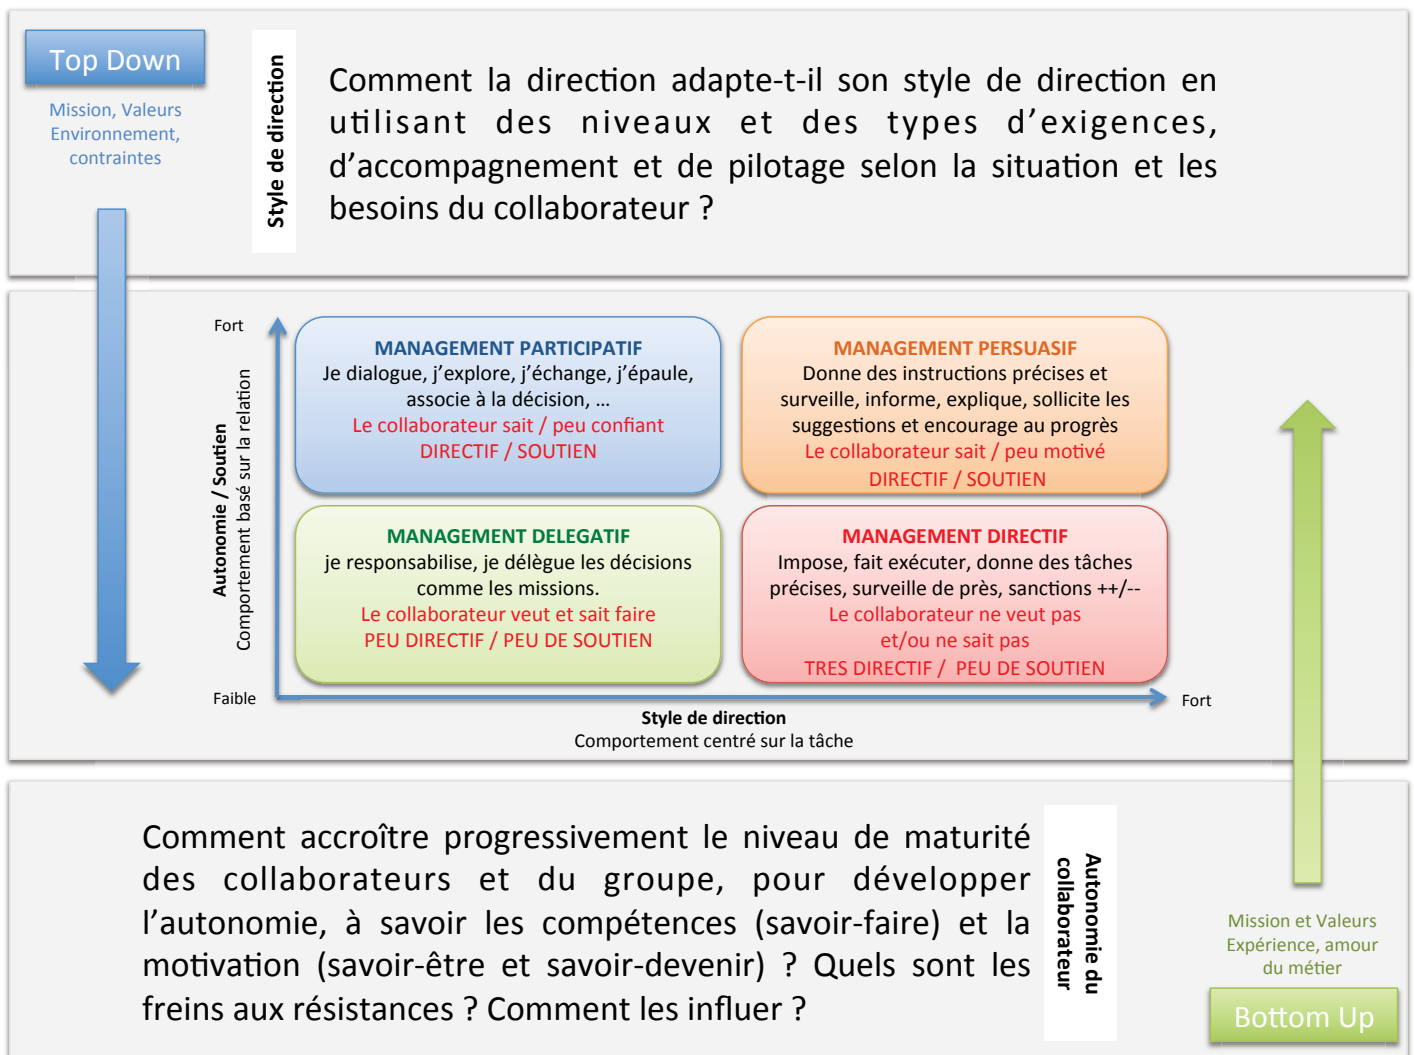 Top Down
Mission, Valeurs
Environnement,
contraintes
Style de direction
Comment la direction adapte-t-il son style de direction en
utilisant des niveaux et des types d’exigences,
d’accompagnement et de pilotage selon la situation et les
besoins du collaborateur ?
Fort
Autonomie / Soutien
Comportement basé sur la relation
Faible
MANAGEMENT PARTICIPATIF
Je dialogue, j’explore, j’échange, j’épaule,
associe à la décision, ...
Le collaborateur sait / peu confiant
DIRECTIF / SOUTIEN
MANAGEMENT PERSUASIF
Donne des instructions précises et
surveille, informe, explique, sollicite les
suggestions et encourage au progrès
Le collaborateur sait / peu motivé
DIRECTIF / SOUTIEN
MANAGEMENT DELEGATIF
je responsabilise, je délègue les décisions
comme les missions.
Le collaborateur veut et sait faire
PEU DIRECTIF / PEU DE SOUTIEN
MANAGEMENT DIRECTIF
Impose, fait exécuter, donne des tâches
précises, surveille de près, sanctions ++/--
Le collaborateur ne veut pas
et/ou ne sait pas
TRES DIRECTIF / PEU DE SOUTIEN
Fort
Style de direction
Comportement centré sur la tâche
Comment accroître progressivement le niveau de maturité
des collaborateurs et du groupe, pour développer
l’autonomie, à savoir les compétences (savoir-faire) et la
motivation (savoir-être et savoir-devenir) ? Quels sont les
freins aux résistances ? Comment les influer ?
Autonomie du
collaborateur
Mission et Valeurs
Expérience, amour
du métier
Bottom Up